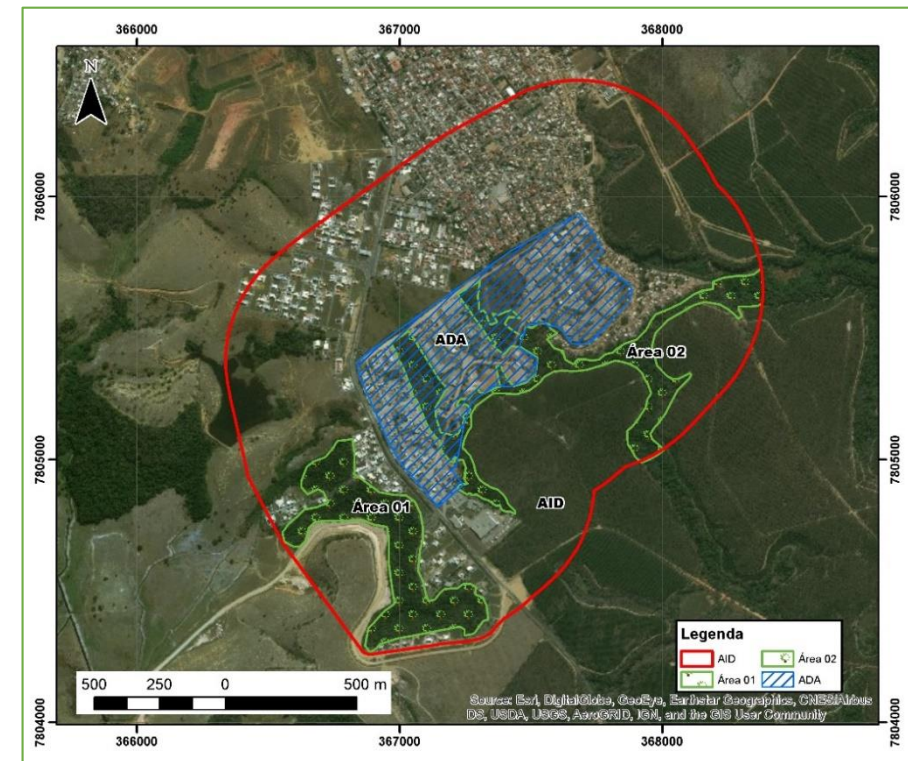 366000 367000 368000
N
7806000 7806000
ADA
Área 02
7805000 7805000
Área 01
AID
Legenda
AID Área 02
Área 01 ADA
500 250 0 500 m
Source: Esri, DigitalGlobe, GeoEye, Earthstar Geographics, CNES/Airbus
DS, USDA, USGS, AeroGRID, IGN, and the GIS User Community
7804000 7804000
366000 367000 368000